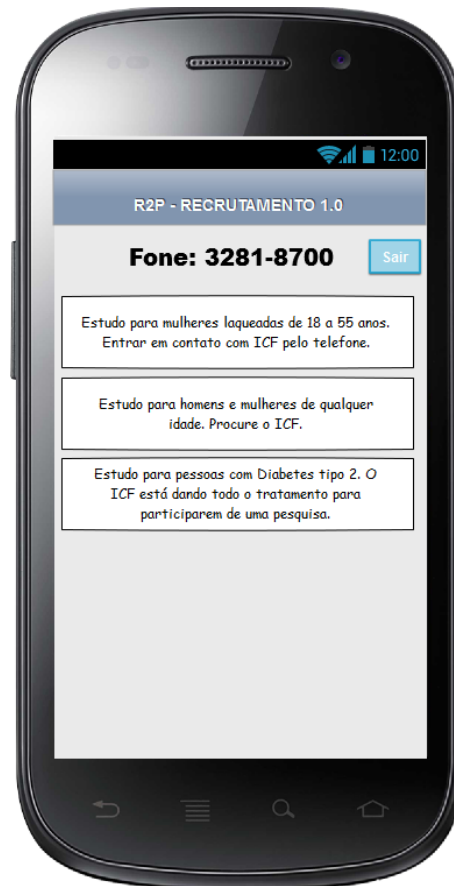 12:00
R2P - RECRUTAMENTO 1.0
Fone: 3281-8700
Sair
Estudo para mulheres laqueadas de 18 a 55 anos.
Entrar em contato com ICF pelo telefone.
Estudo para homens e mulheres de qualquer
idade. Procure o ICF.
Estudo para pessoas com Diabetes tipo 2. O
ICF está dando todo o tratamento para
participarem de uma pesquisa.